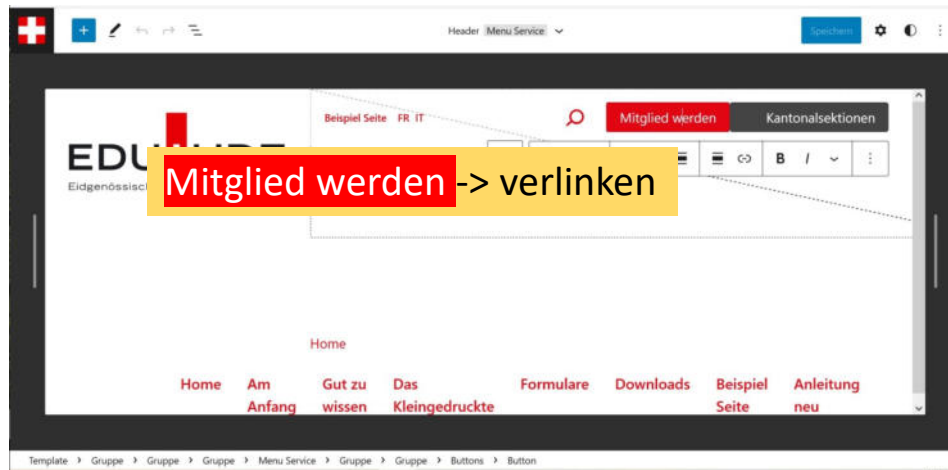 Header Menu Service
Speichern
Beispiel Seite FR IT
Mitglied werden
Kantonalsektionen
B I
Mitglied werden -> verlinken
Home
Home Am Anfang
Gut zu wissen
Das Kleingedruckte
Formulare
Downloads
Beispiel Seite
Anleitung neu
Template > Gruppe > Gruppe > Gruppe > Menu Service > Gruppe > Gruppe > Buttons > Button